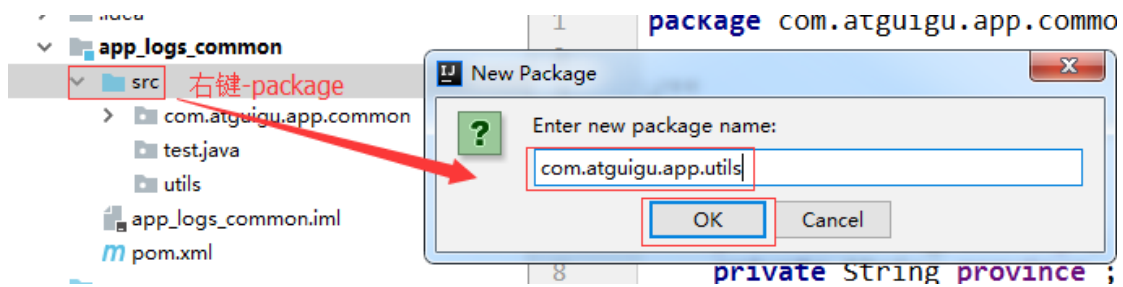 .idea
app_logs_common
src
右键-package
com.atguigu.app.common
test.java
utils
app_logs_common.iml
m pom.xml
1 package com.atguigu.app.commo
New Package
Enter new package name:
com.atguigu.app.utils
OK
Cancel
8 private String province ;